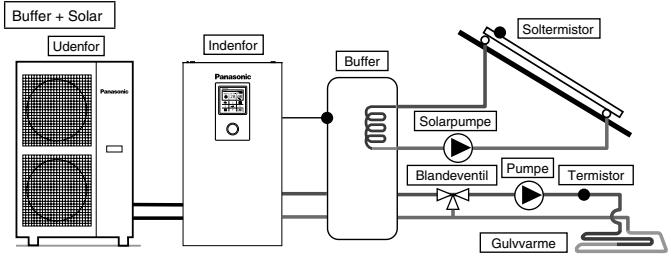 Buffer + Solar
Udenfor
Indenfor
Buffer
Soltermistor
Panasonic
Panasonic
Solarpumpe
Blandeventil
Pumpe
Termistor
Gulvvarme